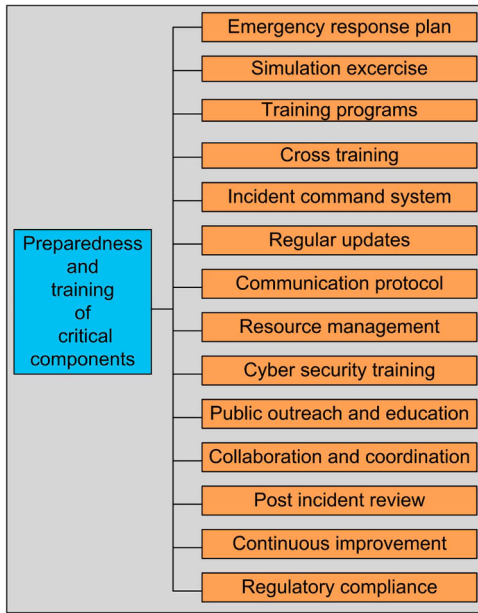 Preparedness
and
training
of
critical
components
Emergency response plan
Simulation excercise
Training programs
Cross training
Incident command system
Regular updates
Communication protocol
Resource management
Cyber security training
Public outreach and education
Collaboration and coordination
Post incident review
Continuous improvement
Regulatory compliance